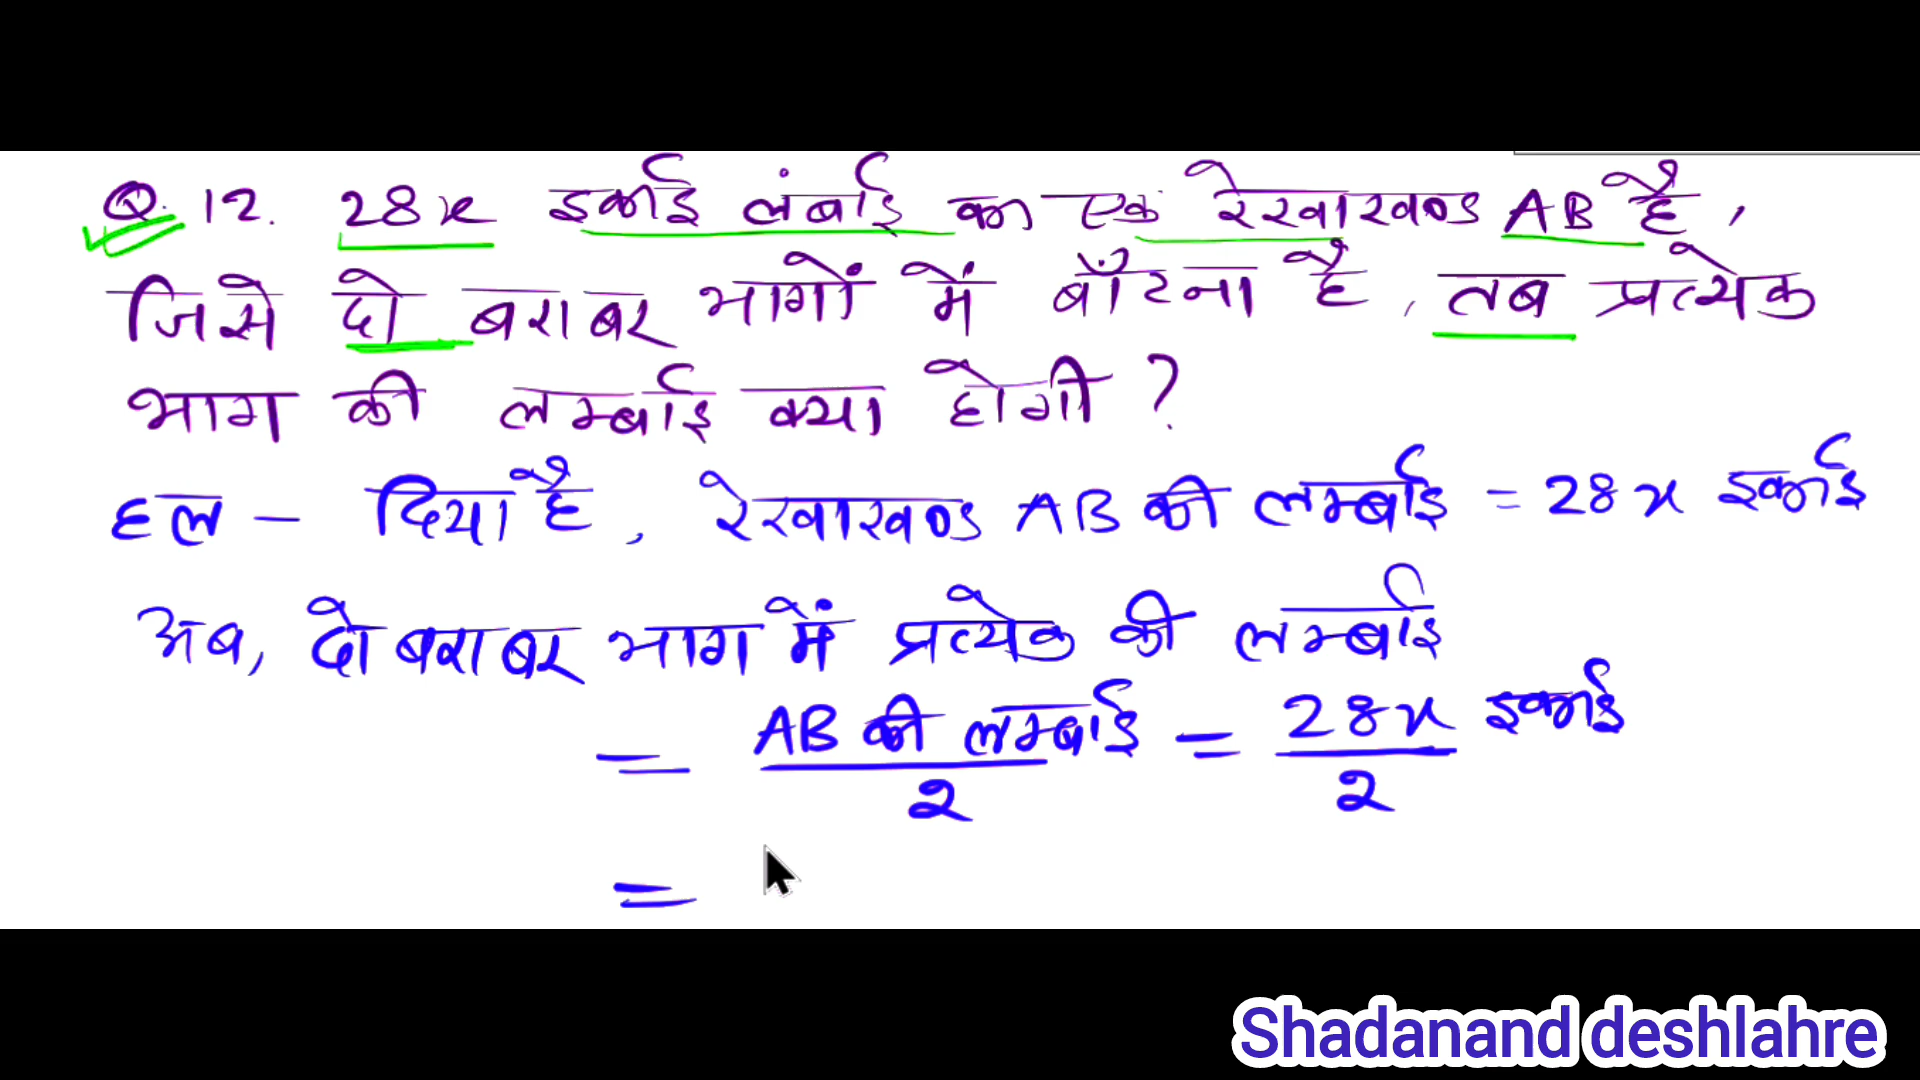 Q. 12. 28x इकाई लंबाई का एक रेखाखण्ड AB है,
जिसे दो बराबर भागों में बाँटना है, तब प्रत्येक
भाग की लम्बाई क्या होगी ?
हल - दिया है, रेखाखण्ड AB की लम्बाई = 28x इकाई
अब, दो बराबर भाग में प्रत्येक की लम्बाई
= AB की लम्बाई / 2 = 28x / 2 इकाई
=
Shadanand deshlahre